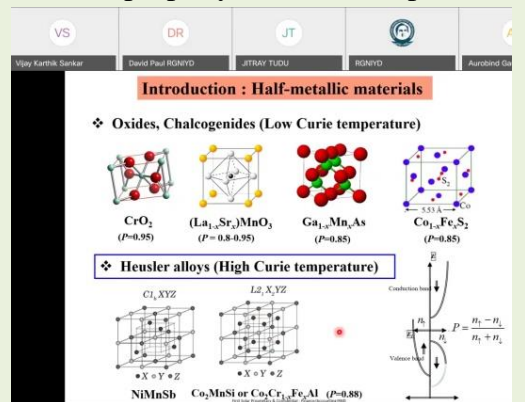 VS
DR
JT
A
Vijay Karthik Sankar
David Paul RGNIYD
JITRAY TUDU
RGNIYD
Aurobind Ga
Introduction : Half-metallic materials
❖ Oxides, Chalcogenides (Low Curie temperature)
S₂
Co
5.53 Å
CrO₂
(La₁₋ₓSrₓ)MnO₃
Ga₁₋ₓMnₓAs
Co₁₋ₓFeₓS₂
(P=0.95)
(P = 0.8-0.95)
(P=0.85)
(P=0.85)
❖ Heusler alloys (High Curie temperature)
C1b XYZ
L2₁ X₂YZ
E
Conduction band
n↑
n↓
P = n↑ − n↓ / n↑ + n↓
Valence band
● X ○ Y ● Z
● X ○ Y ● Z
NiMnSb
Co₂MnSi or Co₂Cr₁₋ₓFeₓAl (P=0.88)